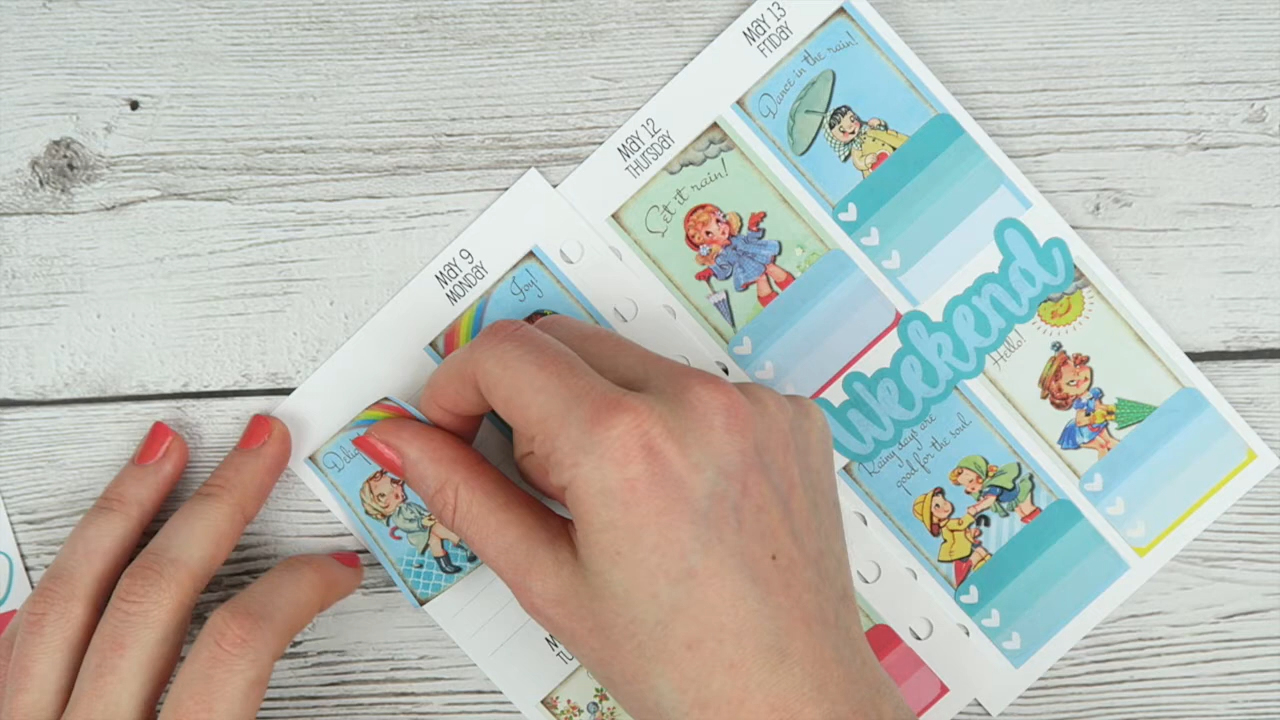 MAY 9
MONDAY
Joy!
MAY 12
THURSDAY
Let it rain!
MAY 13
FRIDAY
Dance in the rain!
Weekend
Rainy days are
good for the soul
Hello!